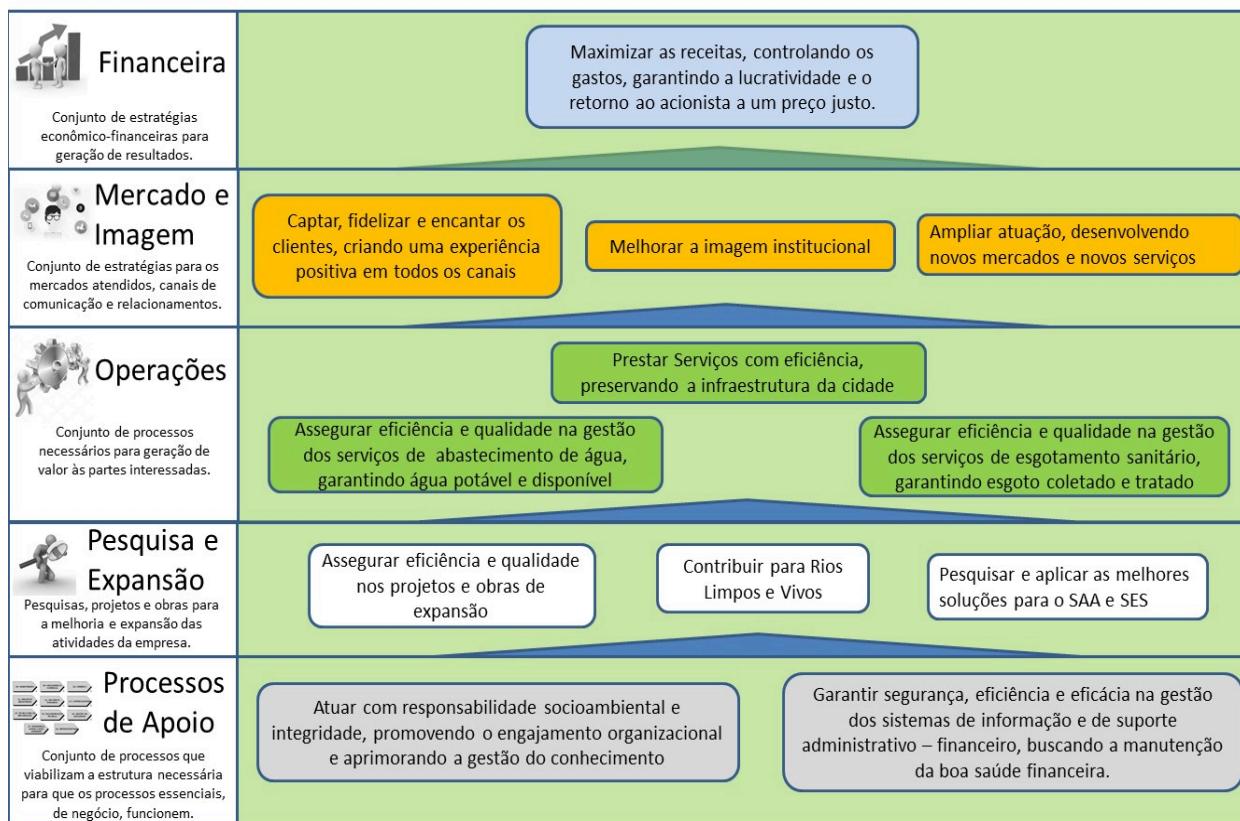 Financeira
Conjunto de estratégias
econômico-financeiras para
geração de resultados.
Maximizar as receitas, controlando os
gastos, garantindo a lucratividade e o
retorno ao acionista a um preço justo.
Mercado e
Imagem
Conjunto de estratégias para os
mercados atendidos, canais de
comunicação e relacionamentos.
Captar, fidelizar e encantar os
clientes, criando uma experiência
positiva em todos os canais
Melhorar a imagem institucional
Ampliar atuação, desenvolvendo
novos mercados e novos serviços
Operações
Conjunto de processos
necessários para geração de
valor às partes interessadas.
Prestar Serviços com eficiência,
preservando a infraestrutura da cidade
Assegurar eficiência e qualidade na gestão
dos serviços de abastecimento de água,
garantindo água potável e disponível
Assegurar eficiência e qualidade na gestão
dos serviços de esgotamento sanitário,
garantindo esgoto coletado e tratado
Pesquisa e
Expansão
Pesquisas, projetos e obras para
a melhoria e expansão das
atividades da empresa.
Assegurar eficiência e qualidade
nos projetos e obras de
expansão
Contribuir para Rios
Limpos e Vivos
Pesquisar e aplicar as melhores
soluções para o SAA e SES
Processos
de Apoio
Conjunto de processos que
viabilizam a estrutura necessária
para que os processos essenciais,
de negócio, funcionem.
Atuar com responsabilidade socioambiental e
integridade, promovendo o engajamento organizacional
e aprimorando a gestão do conhecimento
Garantir segurança, eficiência e eficácia na gestão
dos sistemas de informação e de suporte
administrativo – financeiro, buscando a manutenção
da boa saúde financeira.